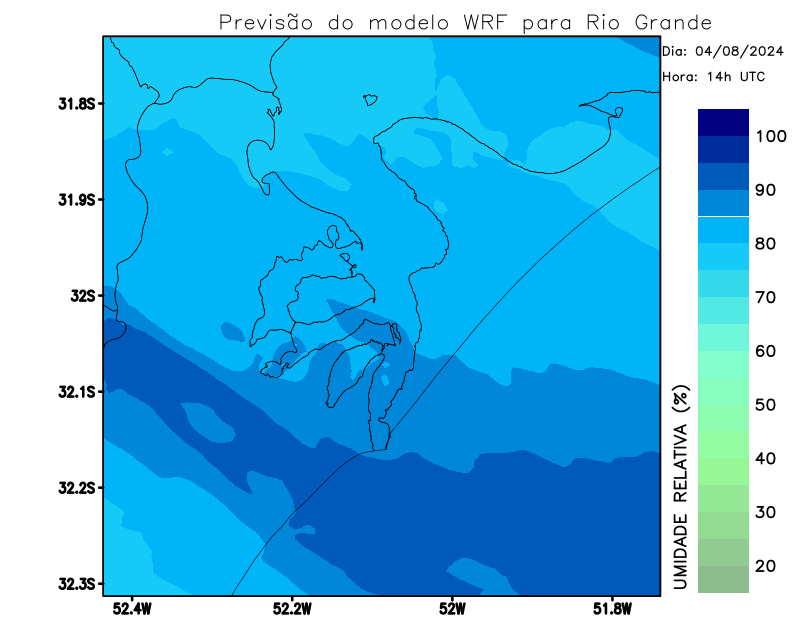 Previsão do modelo WRF para Rio Grande
Dia: 04/08/2024
Hora: 14h UTC
31.8S
31.9S
32S
32.1S
32.2S
32.3S
52.4W
52.2W
52W
51.8W
UMIDADE RELATIVA (%)
100
90
80
70
60
50
40
30
20